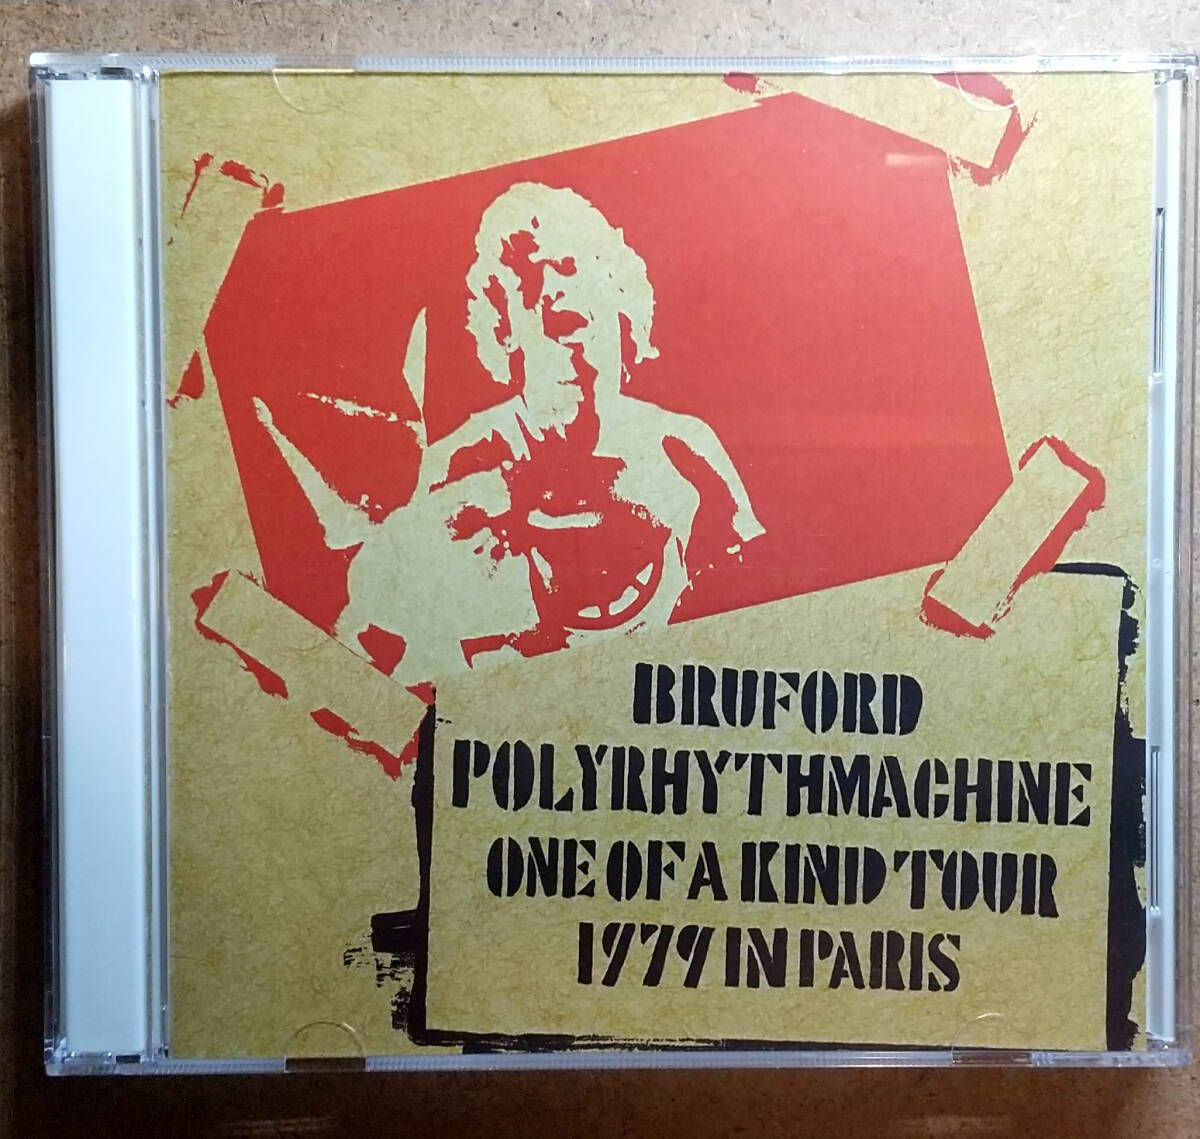 BRUFORD
POLYRHYTHMACHINE
ONE OF A KIND TOUR
1979 IN PARIS